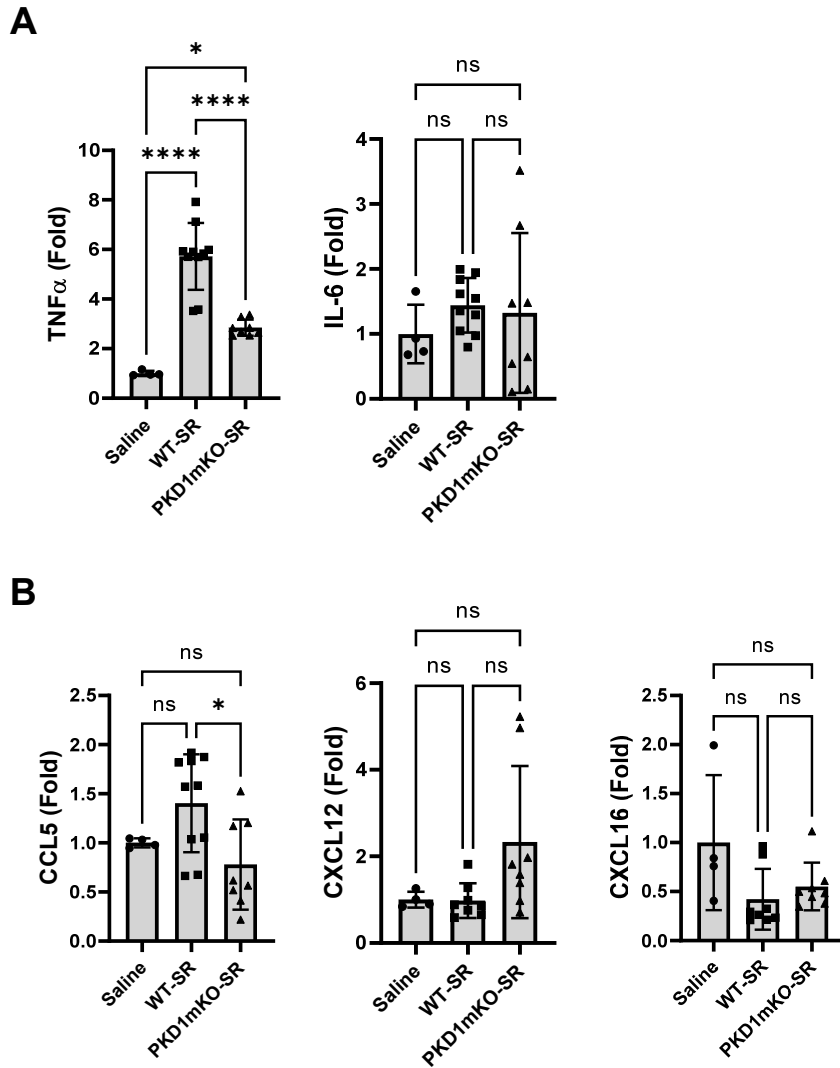 A
*
****
****
TNFα (Fold)
10
8
6
4
2
0
Saline
WT-SR
PKD1mKO-SR
ns
ns
ns
IL-6 (Fold)
4
3
2
1
0
Saline
WT-SR
PKD1mKO-SR
B
ns
ns
*
CCL5 (Fold)
2.5
2.0
1.5
1.0
0.5
0.0
Saline
WT-SR
PKD1mKO-SR
ns
ns
ns
CXCL12 (Fold)
6
4
2
0
Saline
WT-SR
PKD1mKO-SR
ns
ns
ns
CXCL16 (Fold)
2.5
2.0
1.5
1.0
0.5
0.0
Saline
WT-SR
PKD1mKO-SR